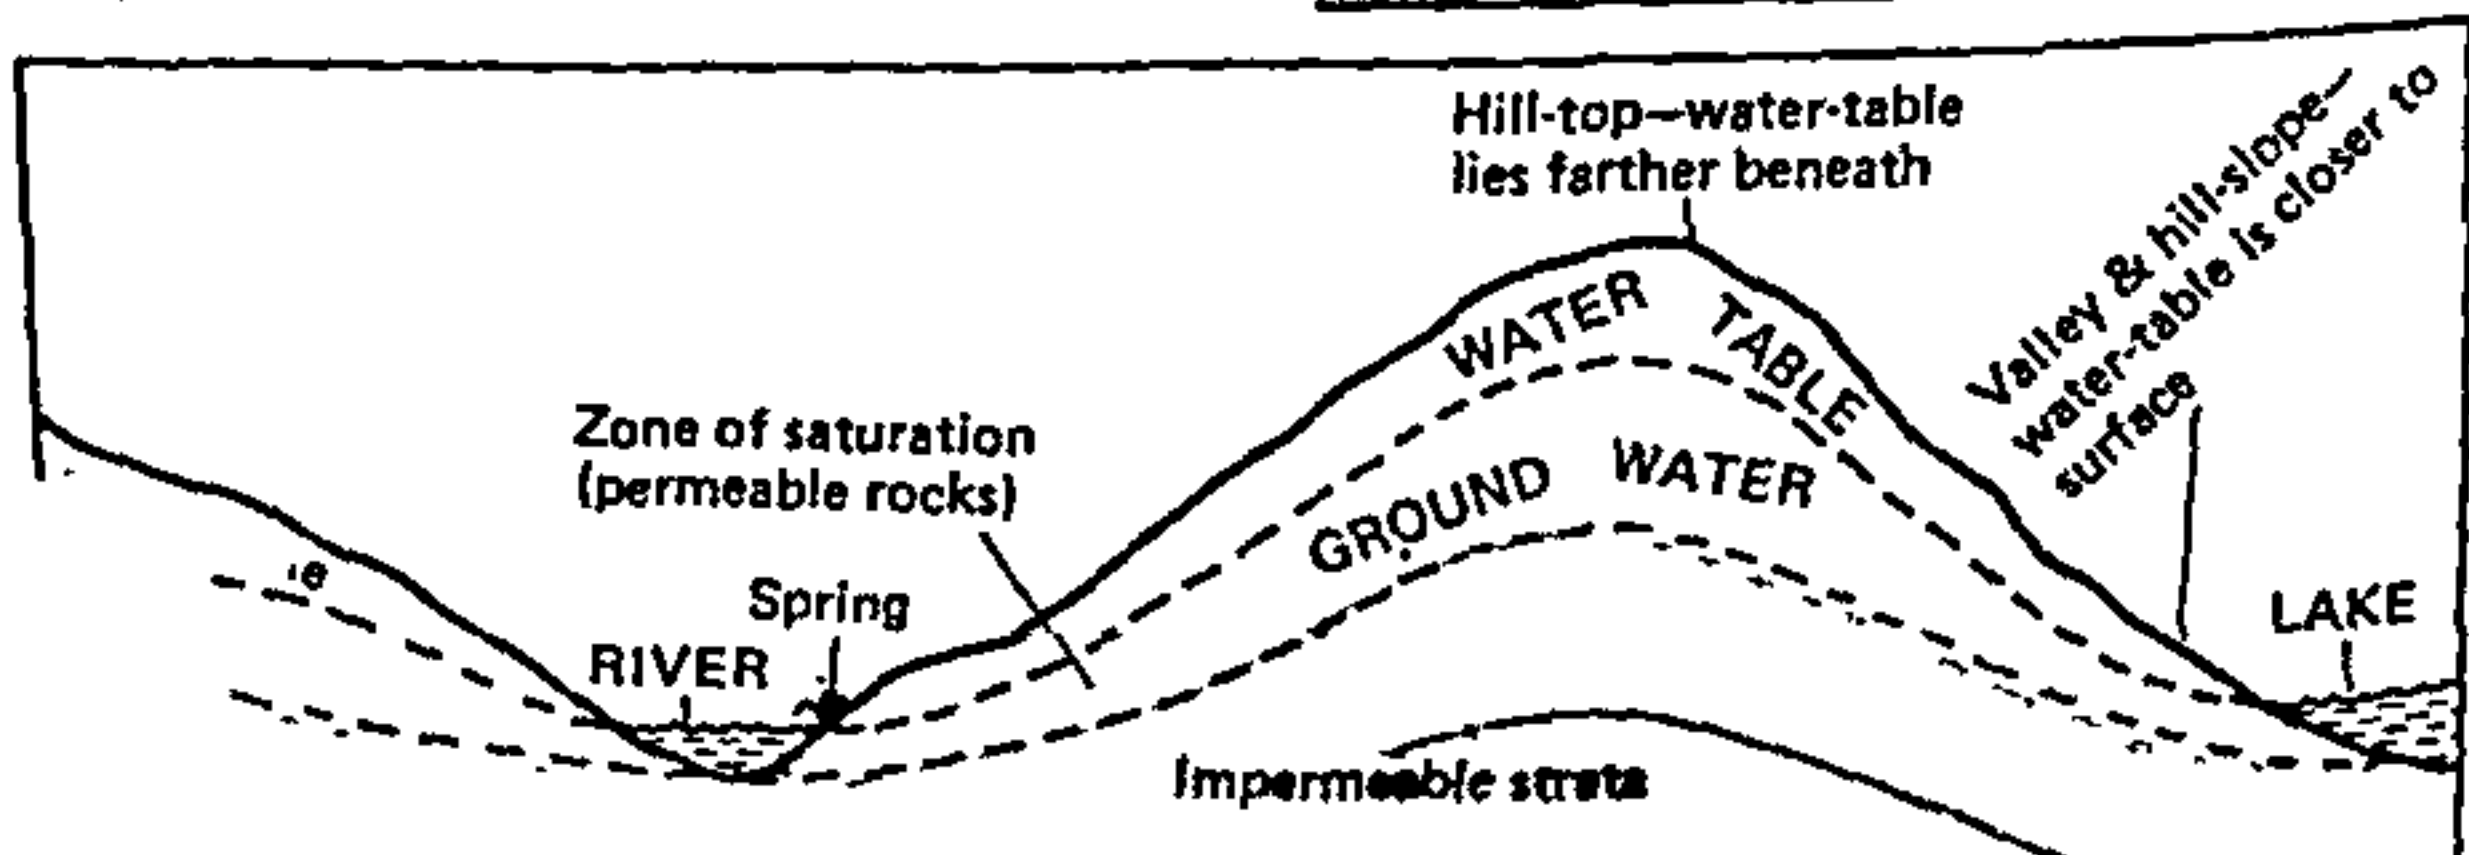 Hill-top—water-table
lies farther beneath
Valley & hill-slope—
water-table is closer to
surface
WATER TABLE
Zone of saturation
(permeable rocks)
GROUND WATER
Spring
RIVER
LAKE
Impermeable strata